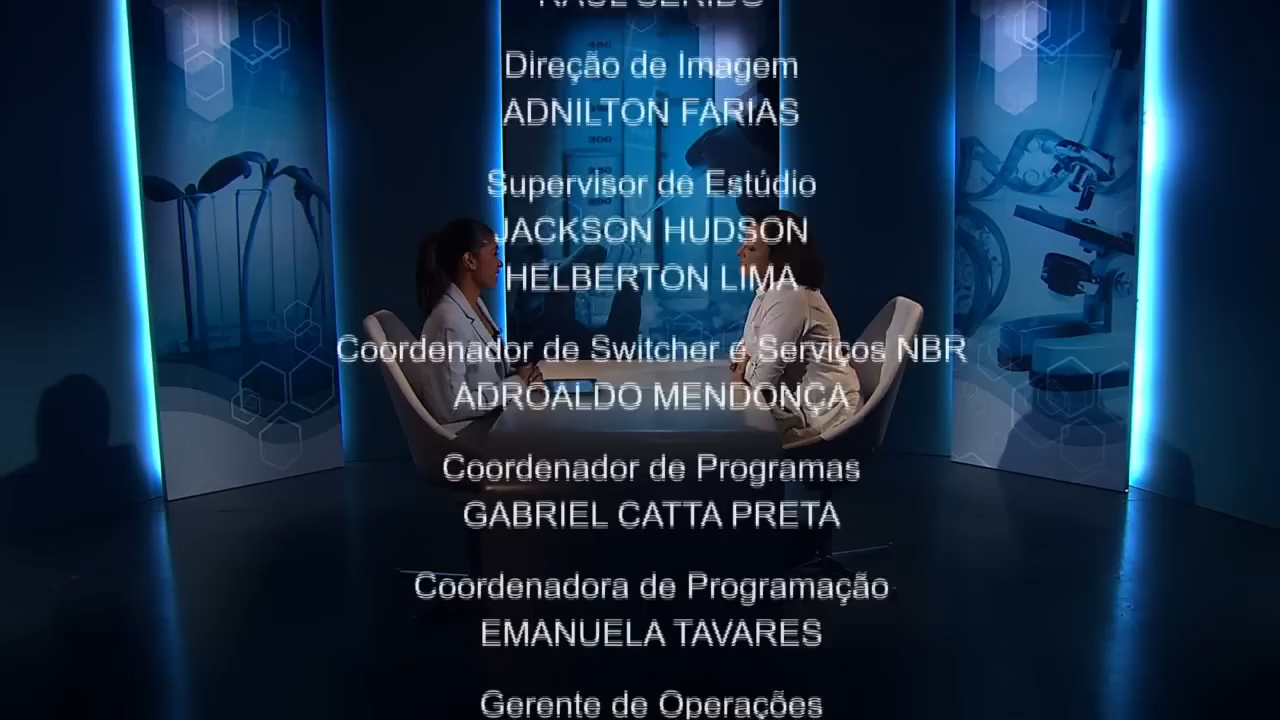 Direção de Imagem
ADNILTON FARIAS
Supervisor de Estúdio
JACKSON HUDSON
HELBERTON LIMA
Coordenador de Switcher e Serviços NBR
ADROALDO MENDONÇA
Coordenador de Programas
GABRIEL CATTA PRETA
Coordenadora de Programação
EMANUELA TAVARES
Gerente de Operações